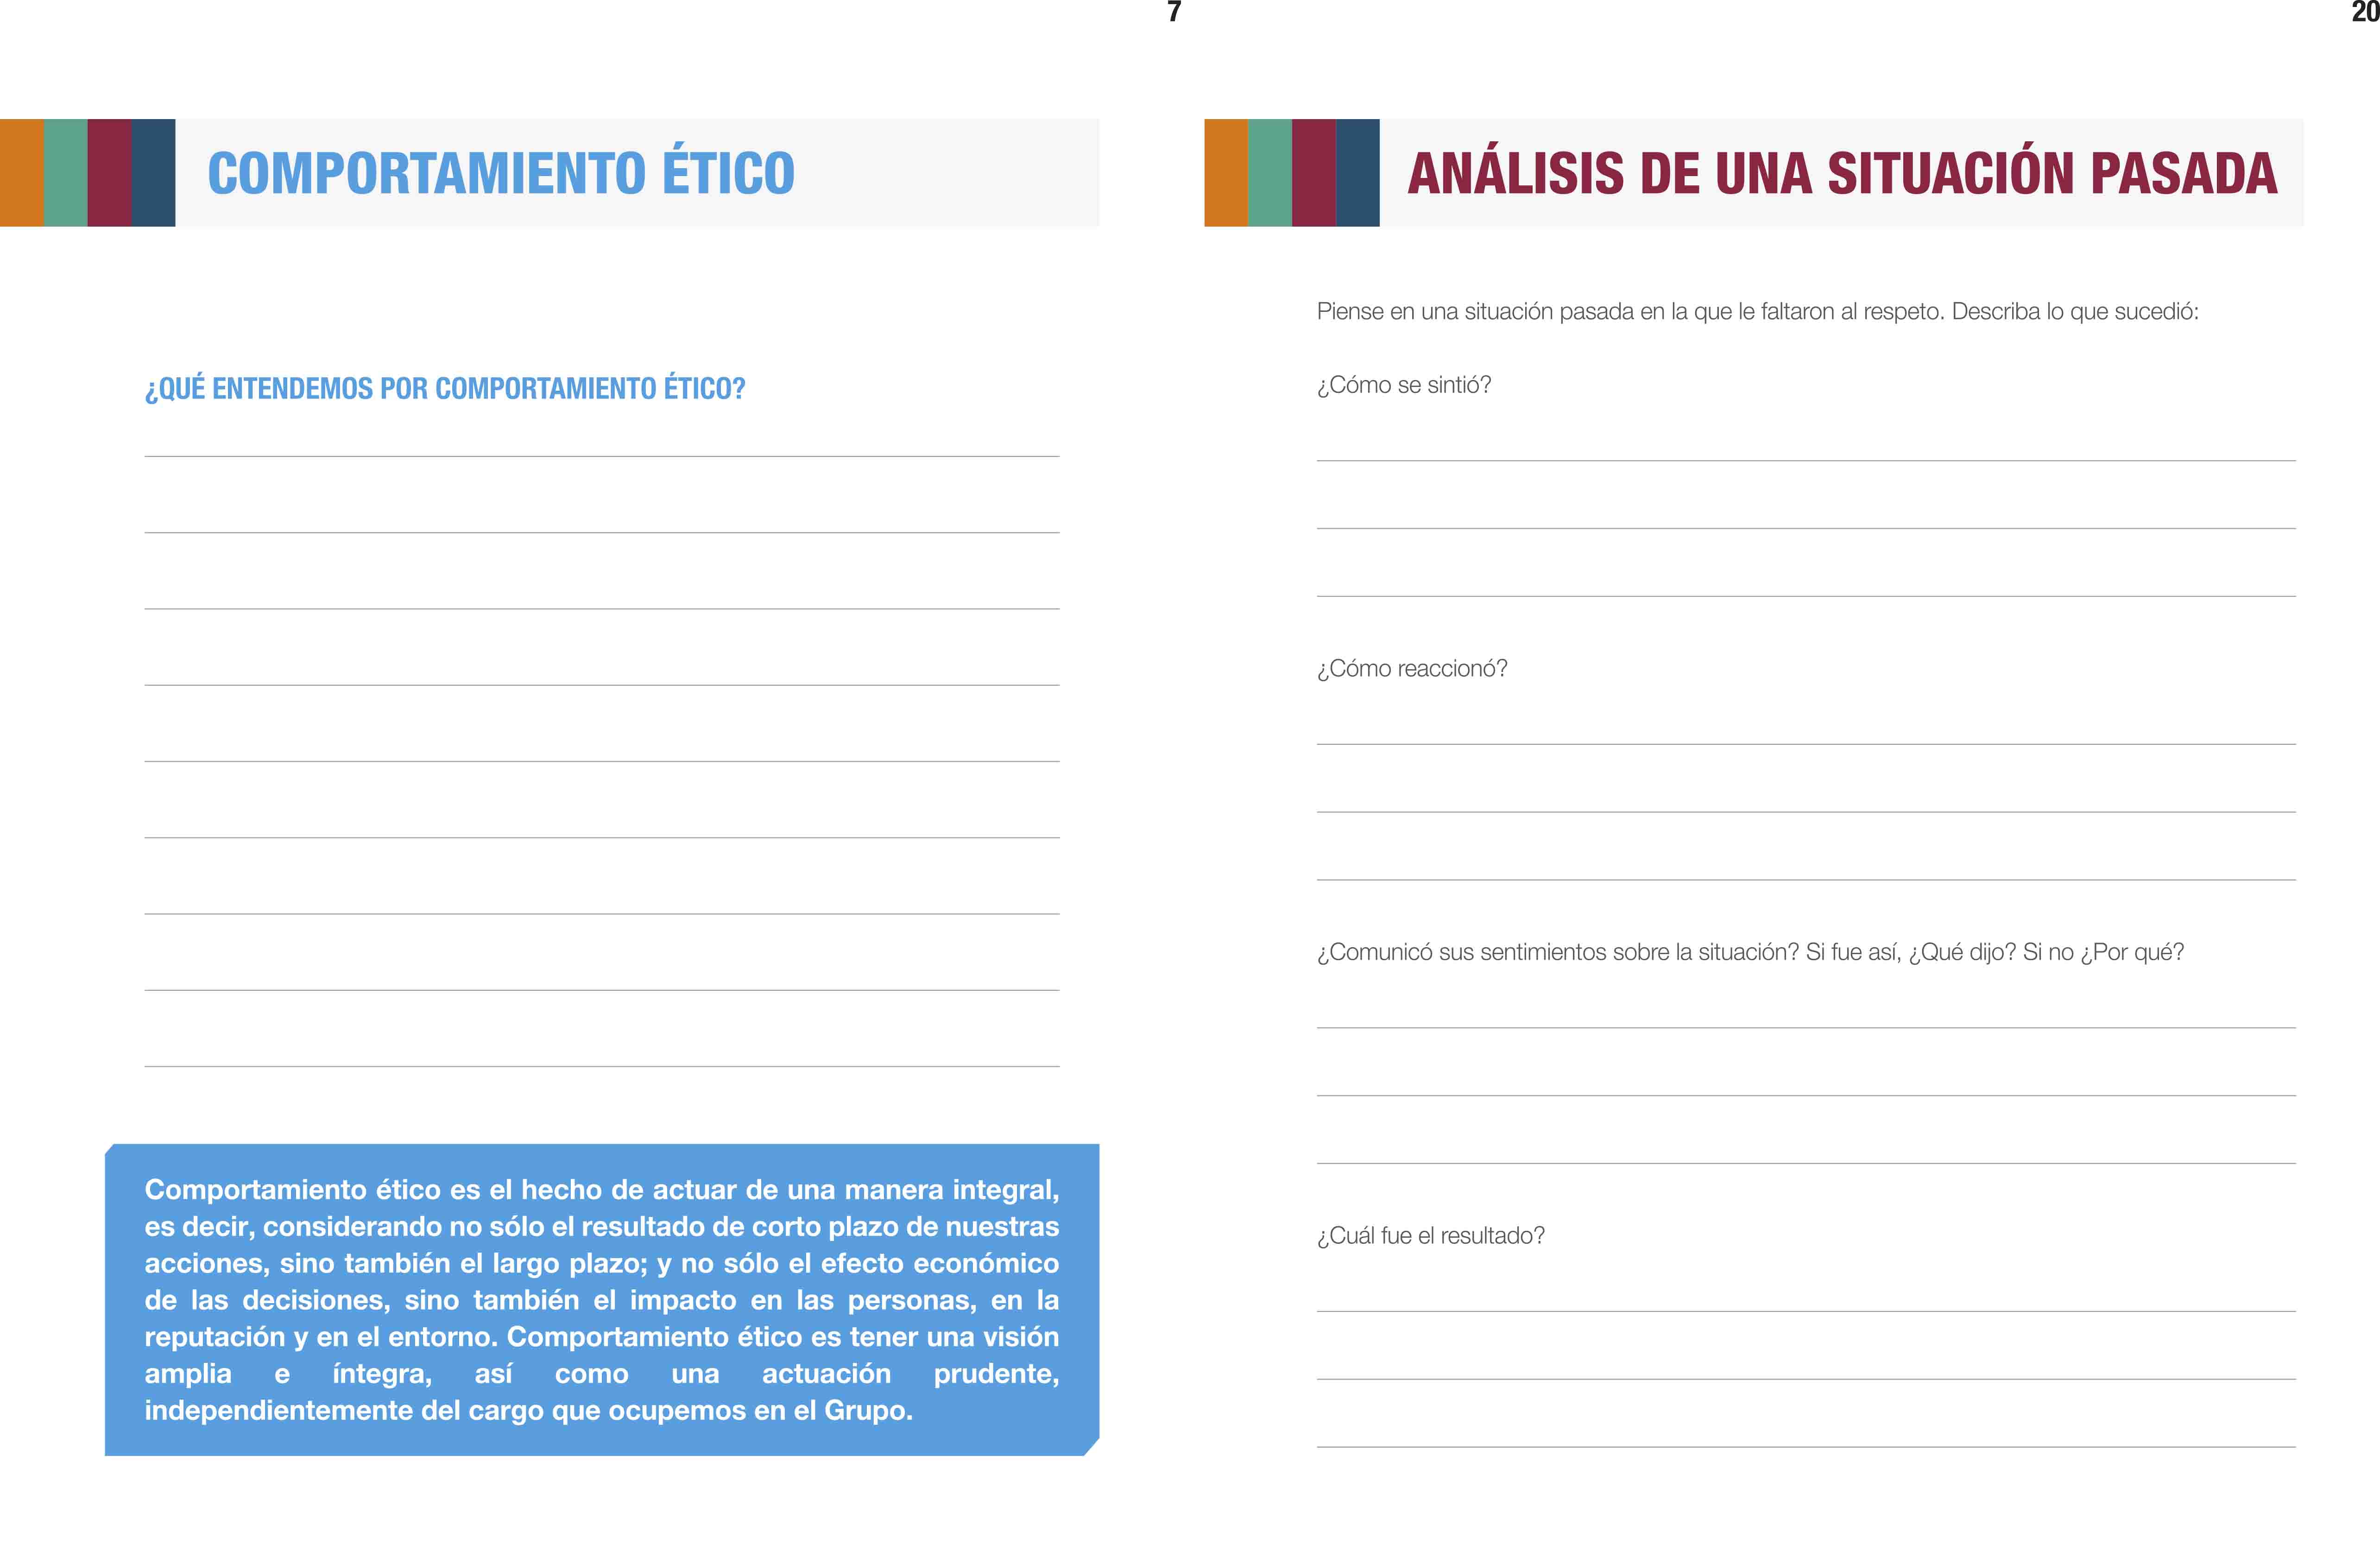 7
COMPORTAMIENTO ÉTICO
¿QUÉ ENTENDEMOS POR COMPORTAMIENTO ÉTICO?
Comportamiento ético es el hecho de actuar de una manera integral,
es decir, considerando no sólo el resultado de corto plazo de nuestras
acciones, sino también el largo plazo; y no sólo el efecto económico
de las decisiones, sino también el impacto en las personas, en la
reputación y en el entorno. Comportamiento ético es tener una visión
amplia e íntegra, así como una actuación prudente,
independientemente del cargo que ocupemos en el Grupo.
20
ANÁLISIS DE UNA SITUACIÓN PASADA
Piense en una situación pasada en la que le faltaron al respeto. Describa lo que sucedió:
¿Cómo se sintió?
¿Cómo reaccionó?
¿Comunicó sus sentimientos sobre la situación? Si fue así, ¿Qué dijo? Si no ¿Por qué?
¿Cuál fue el resultado?